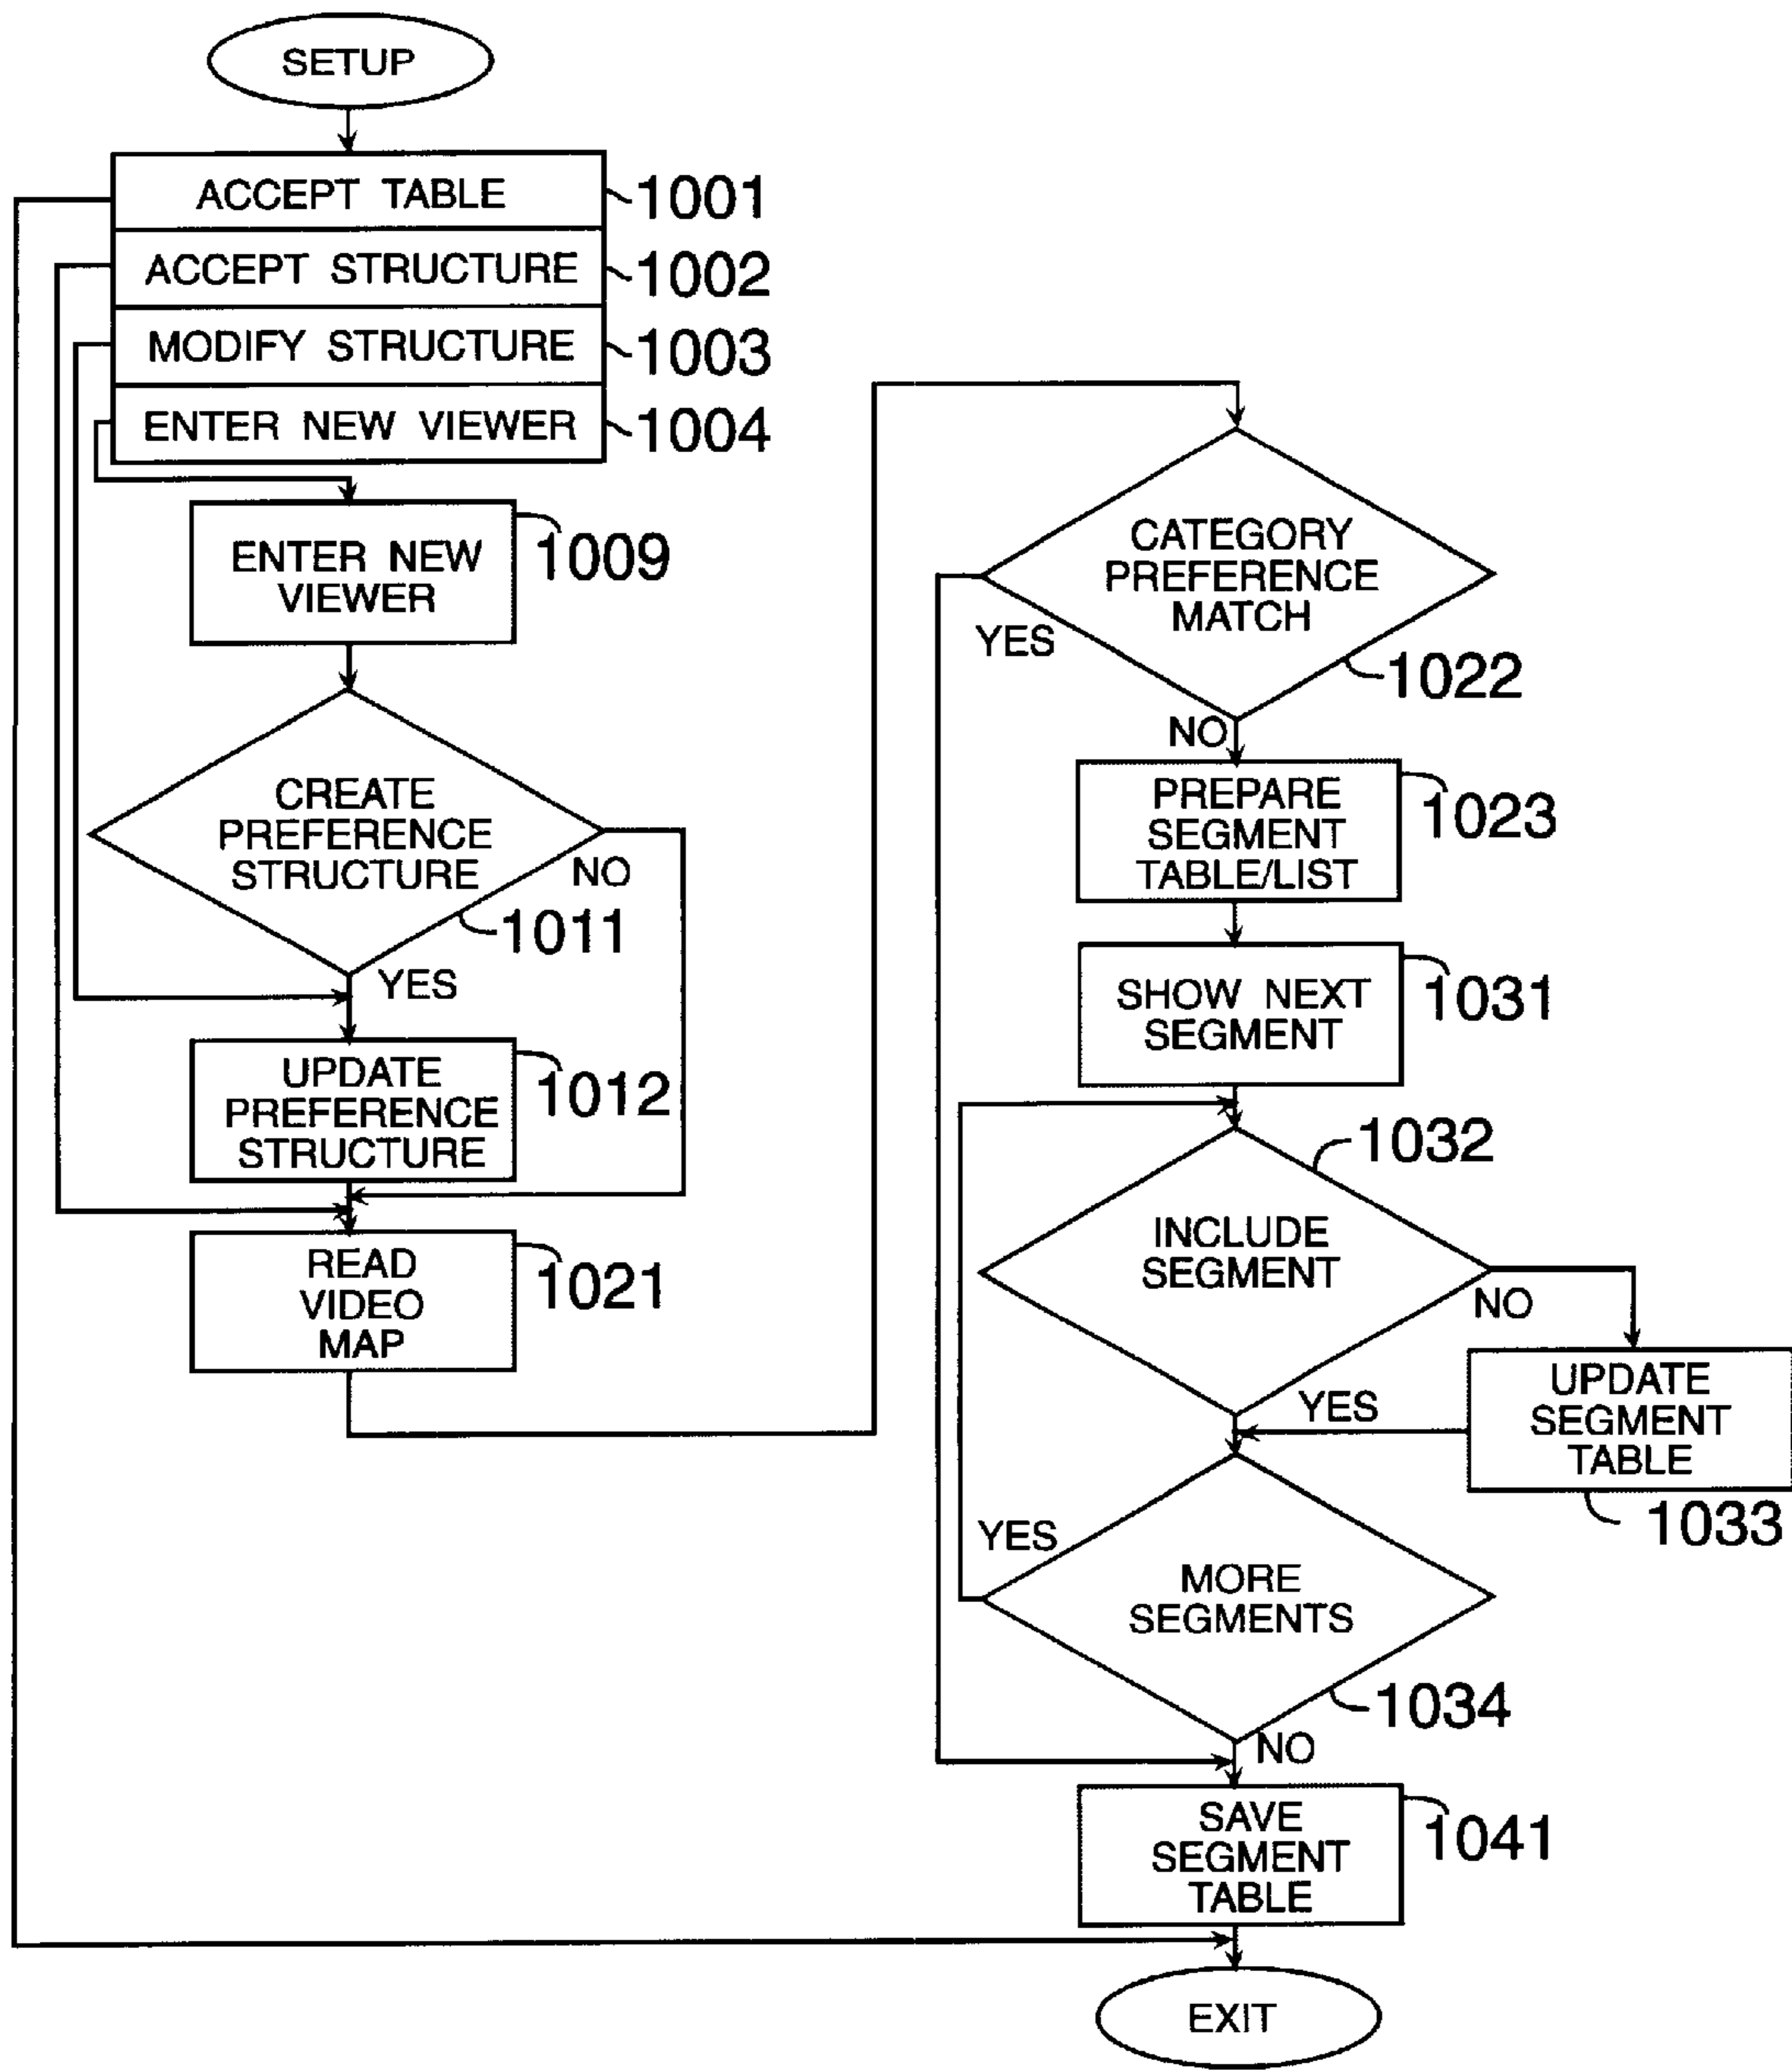 SETUP
ACCEPT TABLE
1001
ACCEPT STRUCTURE
1002
MODIFY STRUCTURE
1003
ENTER NEW VIEWER
1004
ENTER NEW
VIEWER
1009
CREATE
PREFERENCE
STRUCTURE
NO
1011
YES
UPDATE
PREFERENCE
STRUCTURE
1012
READ
VIDEO
MAP
1021
CATEGORY
PREFERENCE
MATCH
YES
1022
NO
PREPARE
SEGMENT
TABLE/LIST
1023
SHOW NEXT
SEGMENT
1031
1032
INCLUDE
SEGMENT
NO
YES
UPDATE
SEGMENT
TABLE
1033
YES
MORE
SEGMENTS
1034
NO
SAVE
SEGMENT
TABLE
1041
EXIT